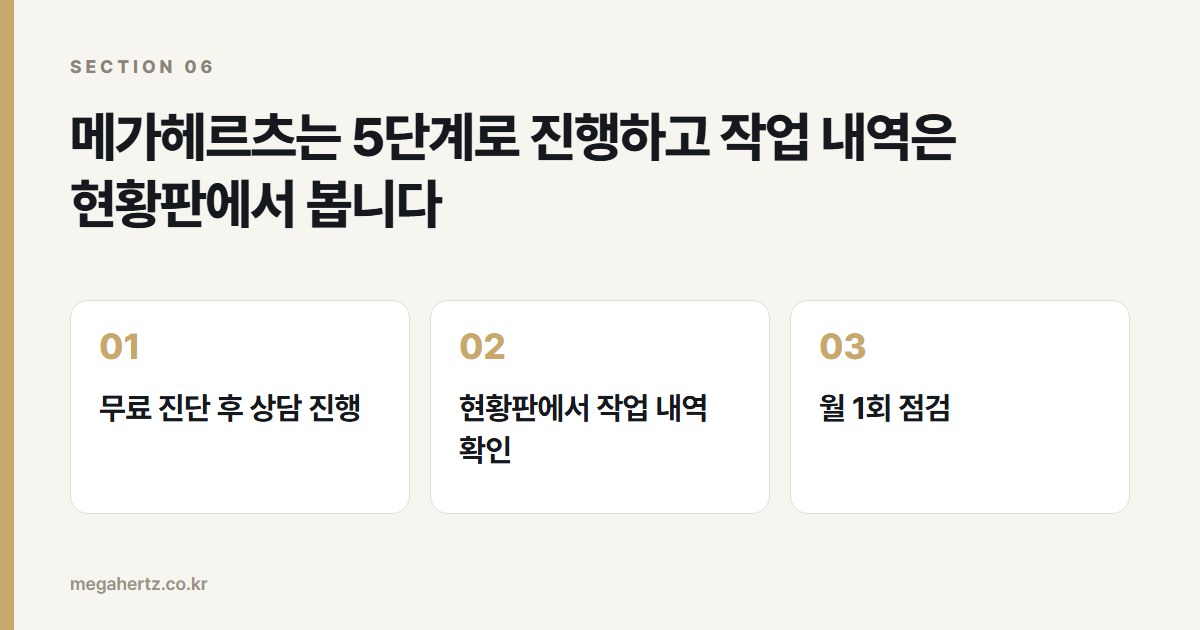 SECTION 06
메가헤르츠는 5단계로 진행하고 작업 내역은
현황판에서 봅니다
01
무료 진단 후 상담 진행
02
현황판에서 작업 내역
확인
03
월 1회 점검
megahertz.co.kr